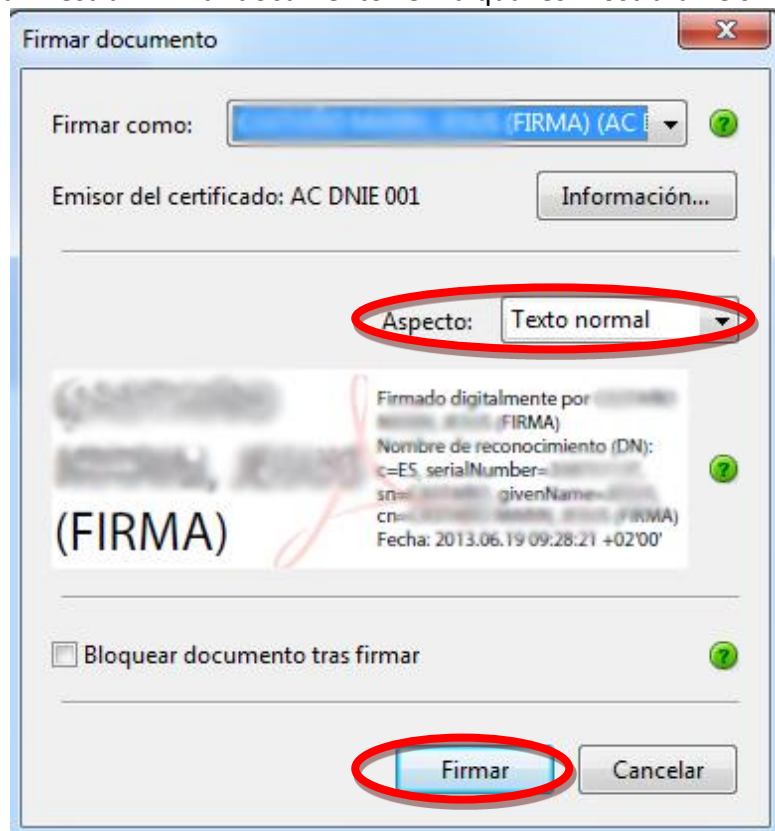 Firmar documento
Firmar como: (FIRMA) (AC
Emisor del certificado: AC DNIE 001 Información...
Aspecto: Texto normal
Firmado digitalmente por
(FIRMA)
Nombre de reconocimiento (DN):
c=ES, serialNumber=
sn= givenName=
cn= (FIRMA)
Fecha: 2013.06.19 09:28:21 +02'00'
(FIRMA)
Bloquear documento tras firmar
Firmar Cancelar